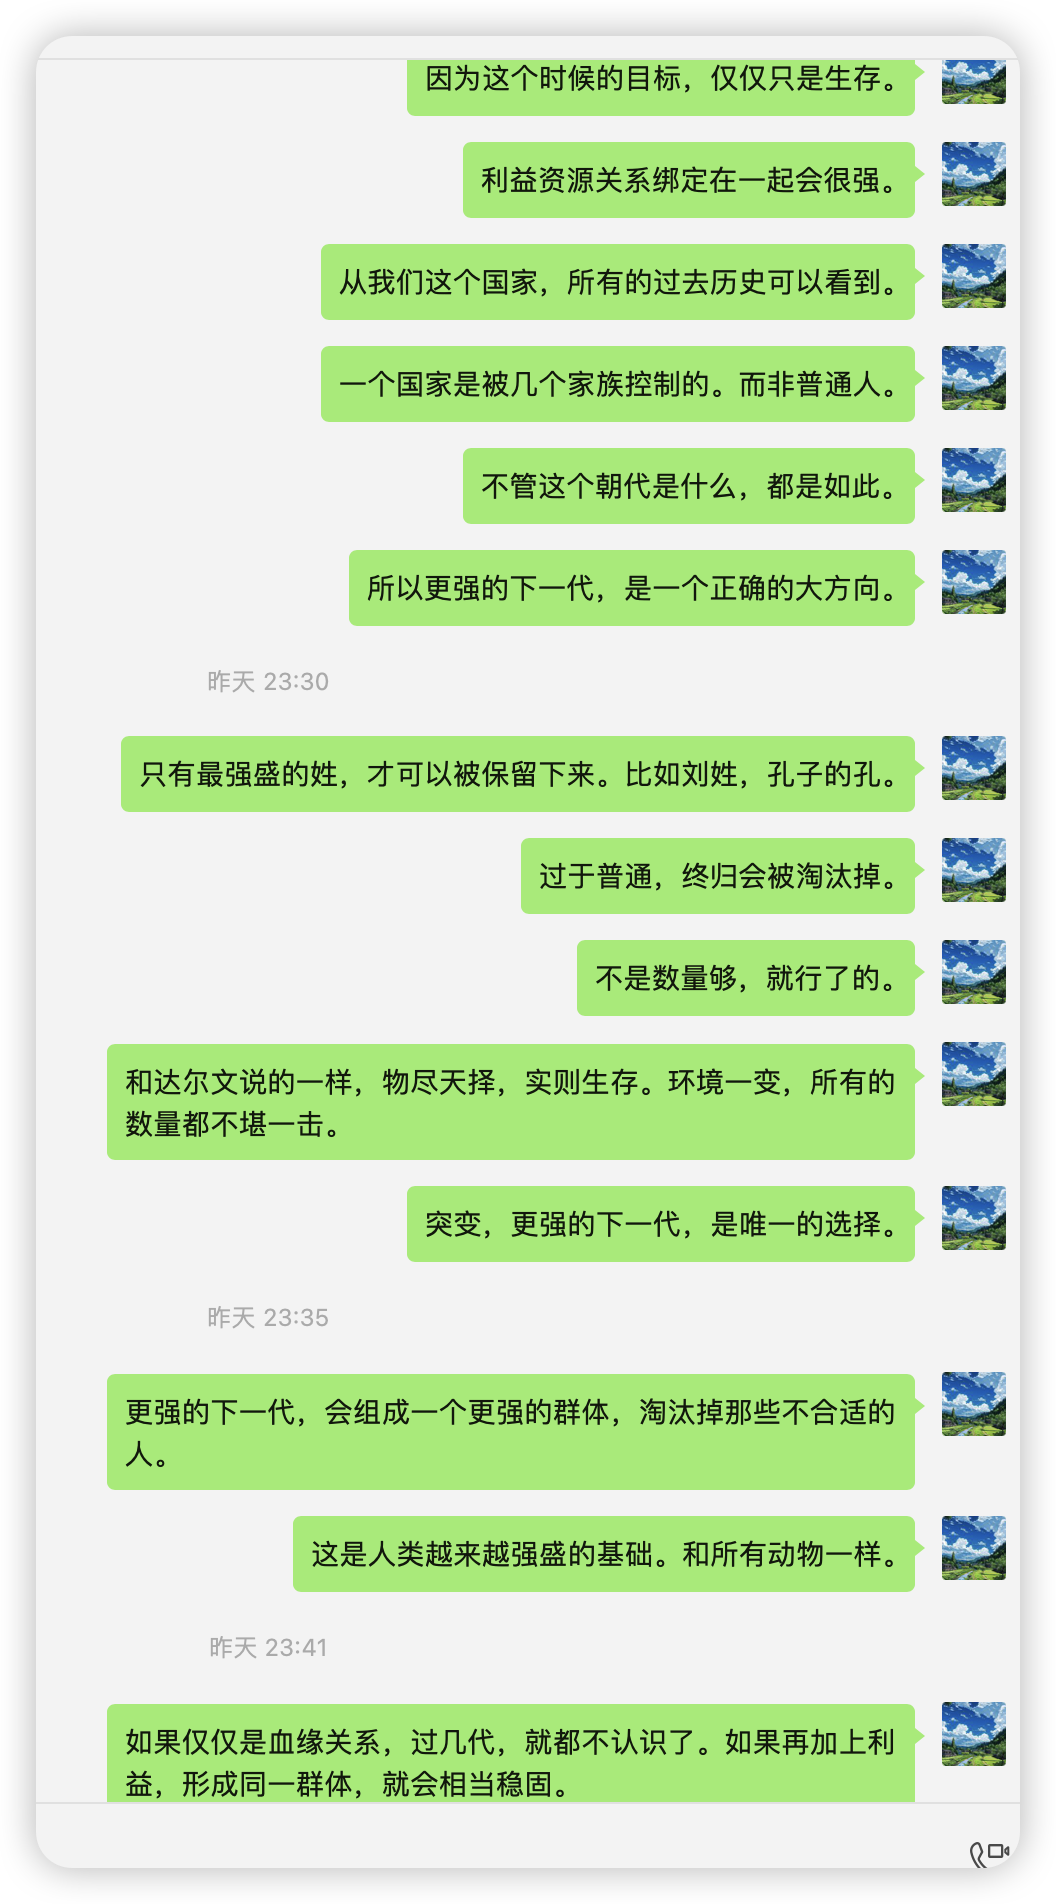 因为这个时候的目标，仅仅只是生存。
利益资源关系绑定在一起会很强。
从我们这个国家，所有的过去历史可以看到。
一个国家是被几个家族控制的。而非普通人。
不管这个朝代是什么，都是如此。
所以更强的下一代，是一个正确的大方向。
昨天 23:30
只有最强盛的姓，才可以被保留下来。比如刘姓，孔子的孔。
过于普通，终归会被淘汰掉。
不是数量够，就行了的。
和达尔文说的一样，物尽天择，实则生存。环境一变，所有的
数量都不堪一击。
突变，更强的下一代，是唯一的选择。
昨天 23:35
更强的下一代，会组成一个更强的群体，淘汰掉那些不合适的
人。
这是人类越来越强盛的基础。和所有动物一样。
昨天 23:41
如果仅仅是血缘关系，过几代，就都不认识了。如果再加上利
益，形成同一群体，就会相当稳固。